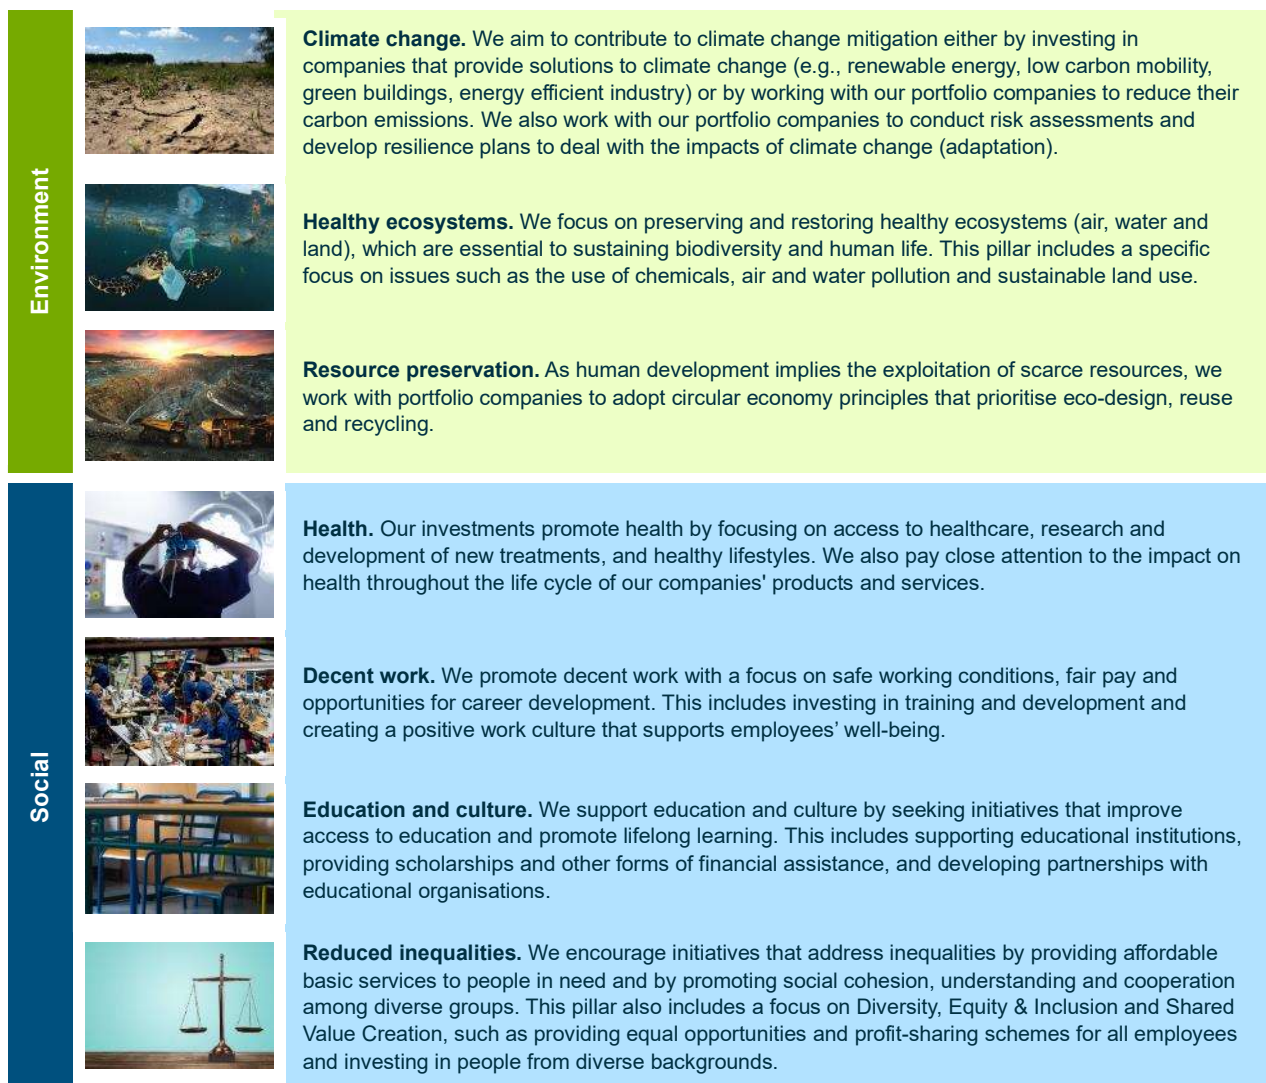 Environment
Climate change. We aim to contribute to climate change mitigation either by investing in
companies that provide solutions to climate change (e.g., renewable energy, low carbon mobility,
green buildings, energy efficient industry) or by working with our portfolio companies to reduce their
carbon emissions. We also work with our portfolio companies to conduct risk assessments and
develop resilience plans to deal with the impacts of climate change (adaptation).
Healthy ecosystems. We focus on preserving and restoring healthy ecosystems (air, water and
land), which are essential to sustaining biodiversity and human life. This pillar includes a specific
focus on issues such as the use of chemicals, air and water pollution and sustainable land use.
Resource preservation. As human development implies the exploitation of scarce resources, we
work with portfolio companies to adopt circular economy principles that prioritise eco-design, reuse
and recycling.
Social
Health. Our investments promote health by focusing on access to healthcare, research and
development of new treatments, and healthy lifestyles. We also pay close attention to the impact on
health throughout the life cycle of our companies' products and services.
Decent work. We promote decent work with a focus on safe working conditions, fair pay and
opportunities for career development. This includes investing in training and development and
creating a positive work culture that supports employees’ well-being.
Education and culture. We support education and culture by seeking initiatives that improve
access to education and promote lifelong learning. This includes supporting educational institutions,
providing scholarships and other forms of financial assistance, and developing partnerships with
educational organisations.
Reduced inequalities. We encourage initiatives that address inequalities by providing affordable
basic services to people in need and by promoting social cohesion, understanding and cooperation
among diverse groups. This pillar also includes a focus on Diversity, Equity & Inclusion and Shared
Value Creation, such as providing equal opportunities and profit-sharing schemes for all employees
and investing in people from diverse backgrounds.